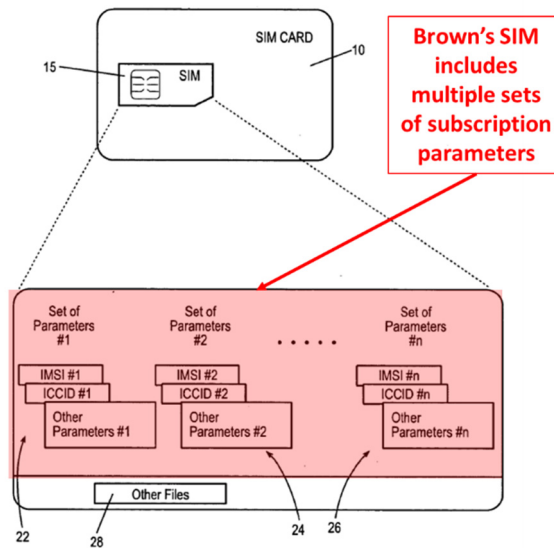 SIM CARD
10
15
SIM
Brown’s SIM
includes
multiple sets
of subscription
parameters
Set of
Parameters
#1
Set of
Parameters
#2
. . . . .
Set of
Parameters
#n
IMSI #1
ICCID #1
Other
Parameters #1
IMSI #2
ICCID #2
Other
Parameters #2
IMSI #n
ICCID #n
Other
Parameters #n
Other Files
22
28
24
26